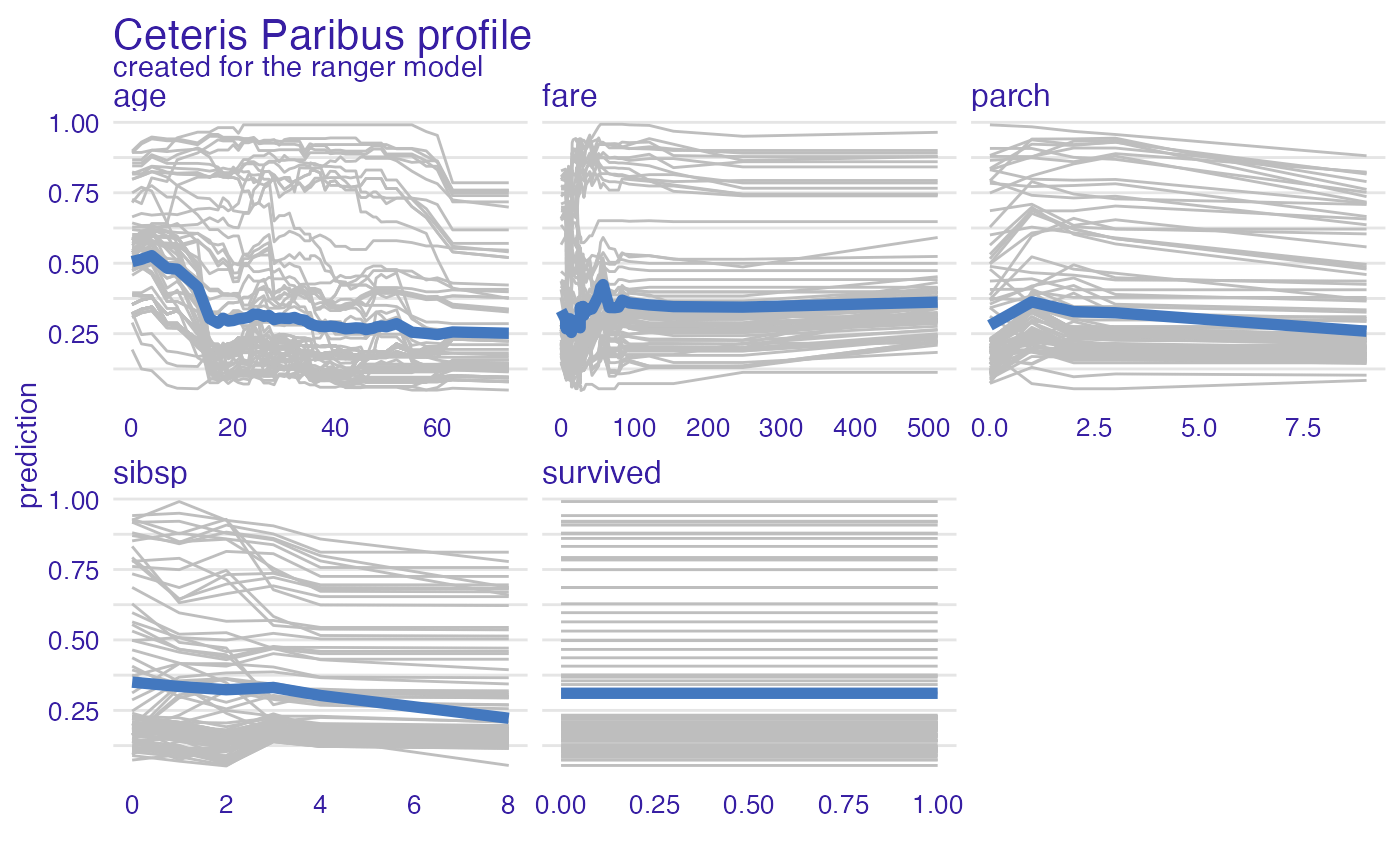 Ceteris Paribus profile
created for the ranger model
age fare parch
1.00
0.75
0.50
0.25
0 20 40 60 0 100 200 300 400 500 0.0 2.5 5.0 7.5
prediction
sibsp survived
1.00
0.75
0.50
0.25
0 2 4 6 8 0.00 0.25 0.50 0.75 1.00